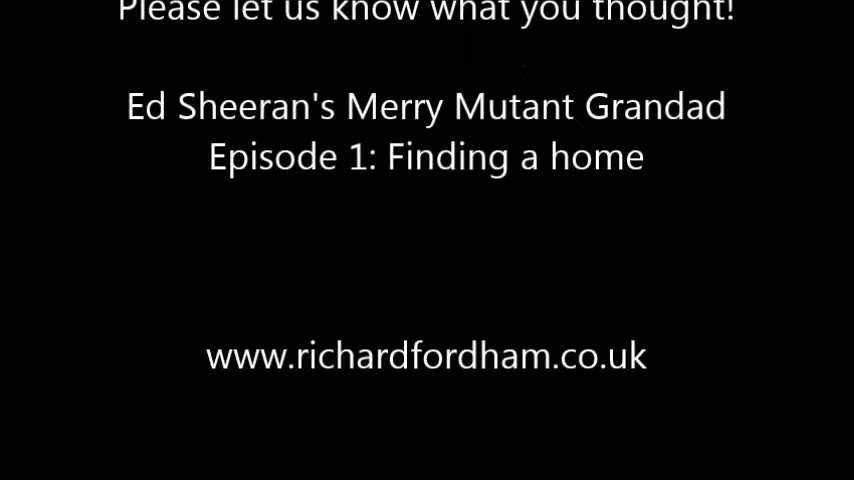 Please let us know what you thought!
Ed Sheeran's Merry Mutant Grandad
Episode 1: Finding a home
www.richardfordham.co.uk